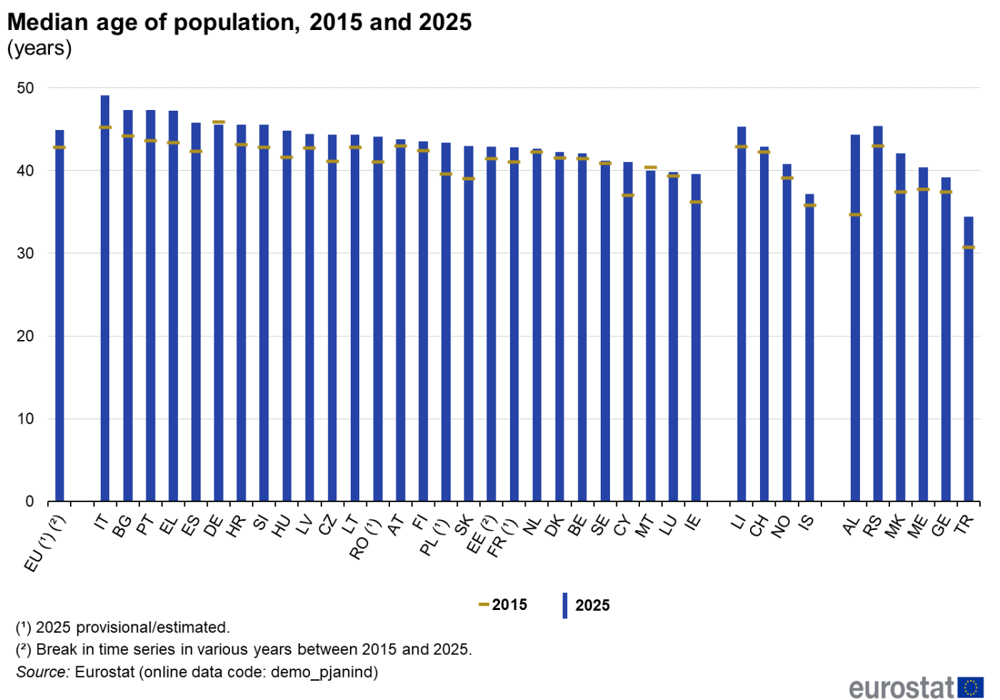 Median age of population, 2015 and 2025
(years)
50
40
30
20
10
0
EU (¹) (²)
IT
BG
PT
EL
ES
DE
HR
SI
HU
LV
CZ
LT
RO (¹)
AT
FI
PL (¹)
SK
EE (²)
FR (¹)
NL
DK
BE
SE
CY
MT
LU
IE
LI
CH
NO
IS
AL
RS
MK
ME
GE
TR
2015 2025
(¹) 2025 provisional/estimated.
(²) Break in time series in various years between 2015 and 2025.
Source: Eurostat (online data code: demo_pjanind)
eurostat